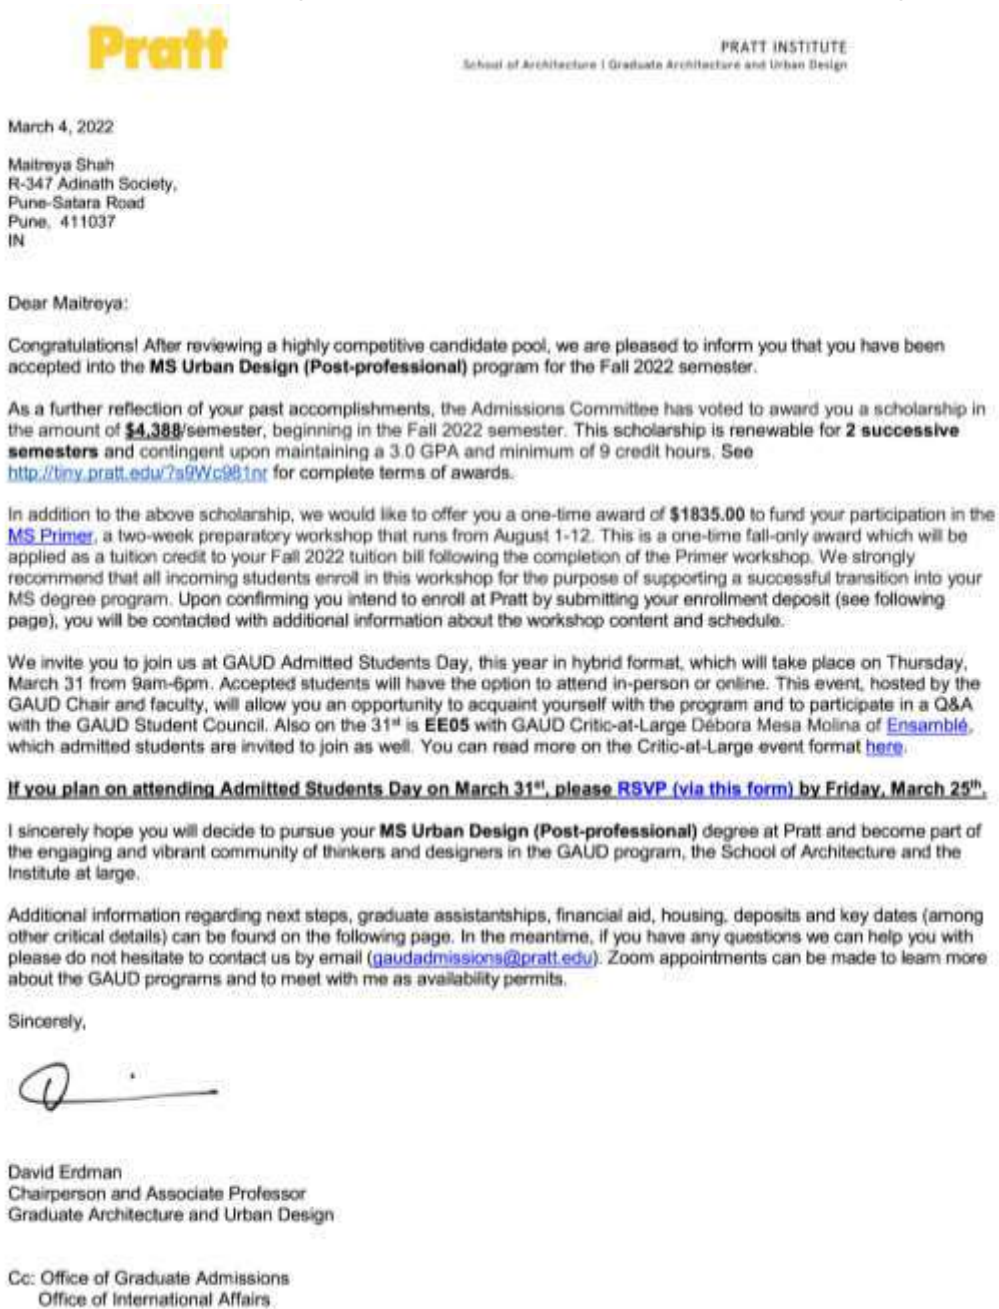 Pratt
PRATT INSTITUTE
School of Architecture | Graduate Architecture and Urban Design
March 4, 2022
Maitreya Shah
R-347 Adinath Society,
Pune-Satara Road
Pune, 411037
IN
Dear Maitreya:
Congratulations! After reviewing a highly competitive candidate pool, we are pleased to inform you that you have been
accepted into the MS Urban Design (Post-professional) program for the Fall 2022 semester.
As a further reflection of your past accomplishments, the Admissions Committee has voted to award you a scholarship in
the amount of $4,388/semester, beginning in the Fall 2022 semester. This scholarship is renewable for 2 successive
semesters and contingent upon maintaining a 3.0 GPA and minimum of 9 credit hours. See
http://tiny.pratt.edu/?s9Wc981nr for complete terms of awards.
In addition to the above scholarship, we would like to offer you a one-time award of $1835.00 to fund your participation in the
MS Primer, a two-week preparatory workshop that runs from August 1-12. This is a one-time fall-only award which will be
applied as a tuition credit to your Fall 2022 tuition bill following the completion of the Primer workshop. We strongly
recommend that all incoming students enroll in this workshop for the purpose of supporting a successful transition into your
MS degree program. Upon confirming you intend to enroll at Pratt by submitting your enrollment deposit (see following
page), you will be contacted with additional information about the workshop content and schedule.
We invite you to join us at GAUD Admitted Students Day, this year in hybrid format, which will take place on Thursday,
March 31 from 9am-6pm. Accepted students will have the option to attend in-person or online. This event, hosted by the
GAUD Chair and faculty, will allow you an opportunity to acquaint yourself with the program and to participate in a Q&A
with the GAUD Student Council. Also on the 31st is EE05 with GAUD Critic-at-Large Débora Mesa Molina of Ensamblé,
which admitted students are invited to join as well. You can read more on the Critic-at-Large event format here.
If you plan on attending Admitted Students Day on March 31st, please RSVP (via this form) by Friday, March 25th.
I sincerely hope you will decide to pursue your MS Urban Design (Post-professional) degree at Pratt and become part of
the engaging and vibrant community of thinkers and designers in the GAUD program, the School of Architecture and the
Institute at large.
Additional information regarding next steps, graduate assistantships, financial aid, housing, deposits and key dates (among
other critical details) can be found on the following page. In the meantime, if you have any questions we can help you with
please do not hesitate to contact us by email (gaudadmissions@pratt.edu). Zoom appointments can be made to learn more
about the GAUD programs and to meet with me as availability permits.
Sincerely,
David Erdman
Chairperson and Associate Professor
Graduate Architecture and Urban Design
Cc: Office of Graduate Admissions
Office of International Affairs